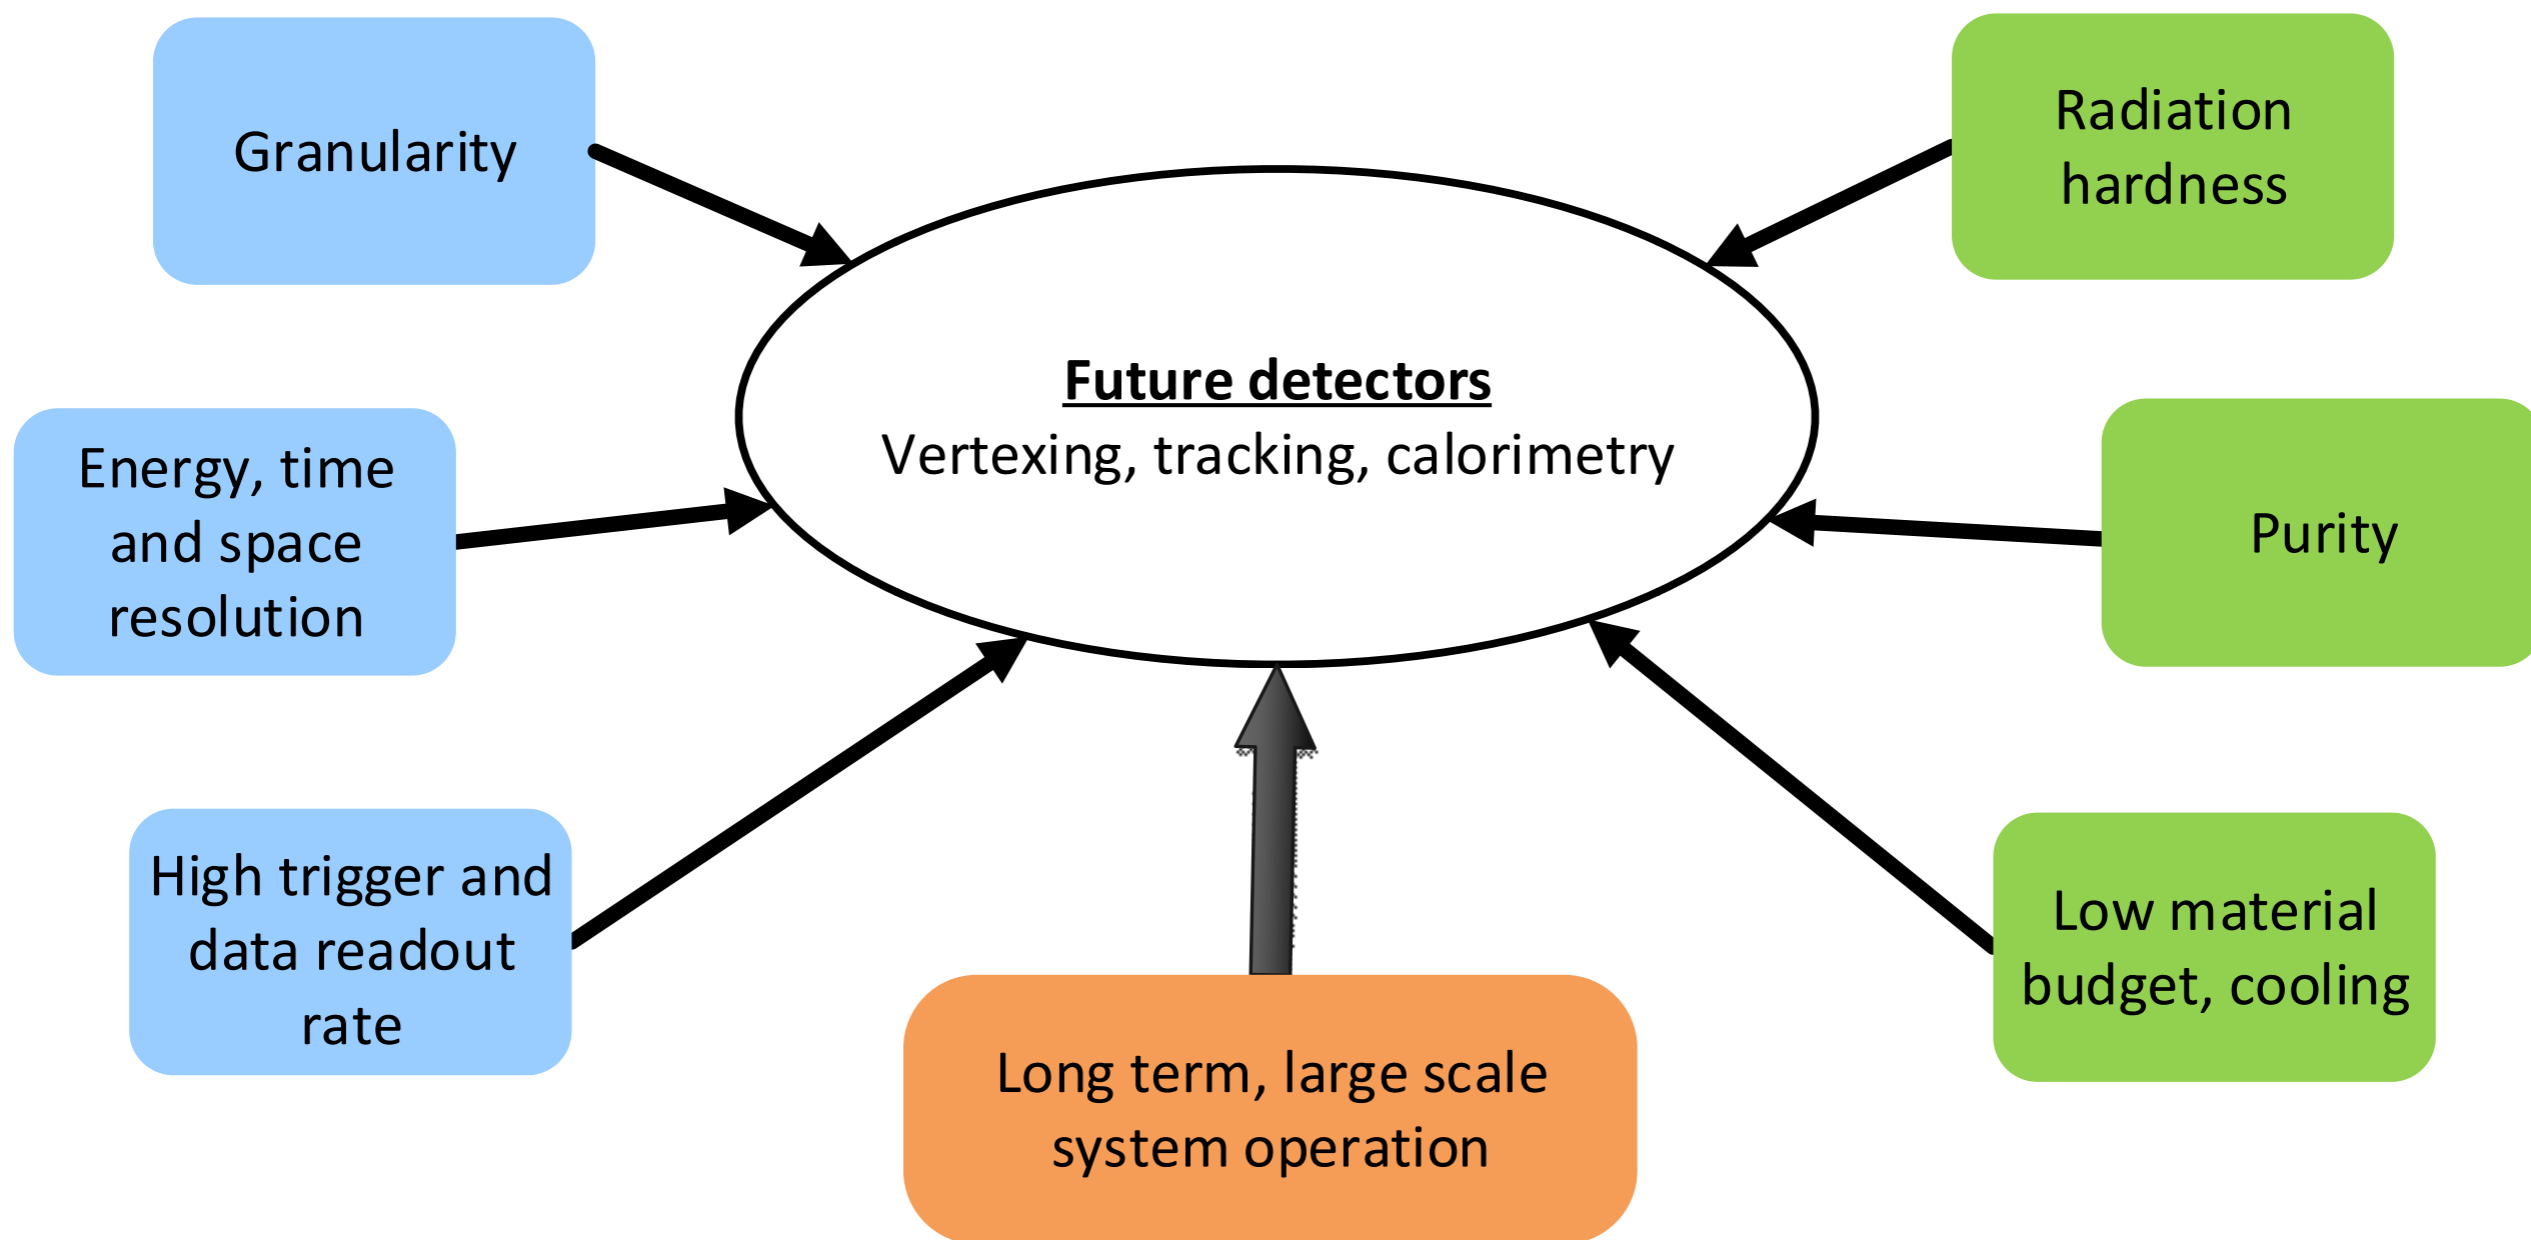 Granularity
Radiation
hardness
Future detectors
Vertexing, tracking, calorimetry
Energy, time
and space
resolution
Purity
High trigger and
data readout
rate
Low material
budget, cooling
Long term, large scale
system operation